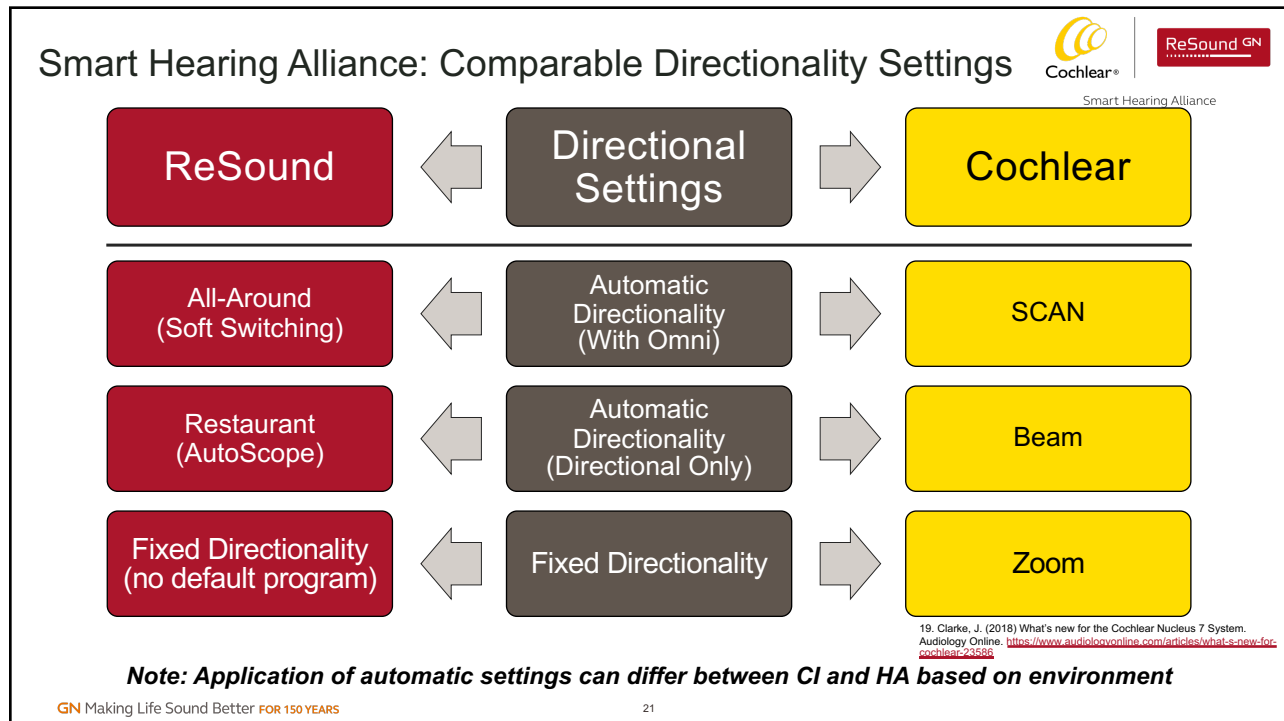 Smart Hearing Alliance: Comparable Directionality Settings
Cochlear®
ReSound GN
Smart Hearing Alliance
ReSound
Directional
Settings
Cochlear
All-Around
(Soft Switching)
Automatic
Directionality
(With Omni)
SCAN
Restaurant
(AutoScope)
Automatic
Directionality
(Directional Only)
Beam
Fixed Directionality
(no default program)
Fixed Directionality
Zoom
19. Clarke, J. (2018) What's new for the Cochlear Nucleus 7 System.
Audiology Online. https://www.audiologyonline.com/articles/what-s-new-for-
cochlear-23586
Note: Application of automatic settings can differ between CI and HA based on environment
GN Making Life Sound Better FOR 150 YEARS
21